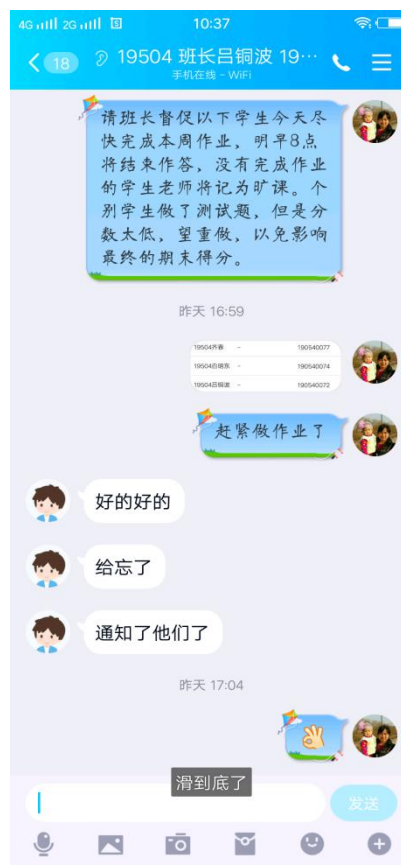 4G 2G 10:37
18 19504 班长吕铜波 19…
手机在线 - WiFi
请班长督促以下学生今天尽
快完成本周作业，明早8点
将结束作答，没有完成作业
的学生老师将记为旷课。个
别学生做了测试题，但是分
数太低，望重做，以免影响
最终的期末得分。
昨天 16:59
19504齐春 - 190540077
19504吕锦东 - 190540074
19504吕铜波 - 190540072
赶紧做作业了
好的好的
给忘了
通知了他们了
昨天 17:04
滑到底了
发送